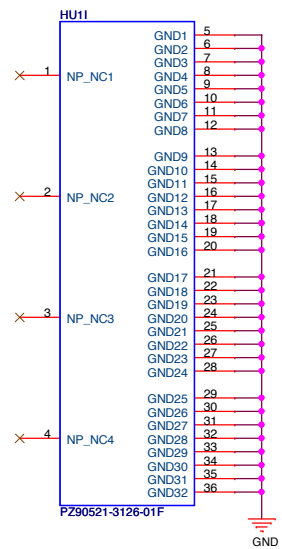 HU1I
GND1 5
GND2 6
GND3 7
1 NP_NC1 GND4 8
GND5 9
GND6 10
GND7 11
GND8 12
GND9 13
GND10 14
GND11 15
2 NP_NC2 GND12 16
GND13 17
GND14 18
GND15 19
GND16 20
GND17 21
GND18 22
GND19 23
3 NP_NC3 GND20 24
GND21 25
GND22 26
GND23 27
GND24 28
GND25 29
GND26 30
GND27 31
4 NP_NC4 GND28 32
GND29 33
GND30 34
GND31 35
GND32 36
PZ90521-3126-01F
GND